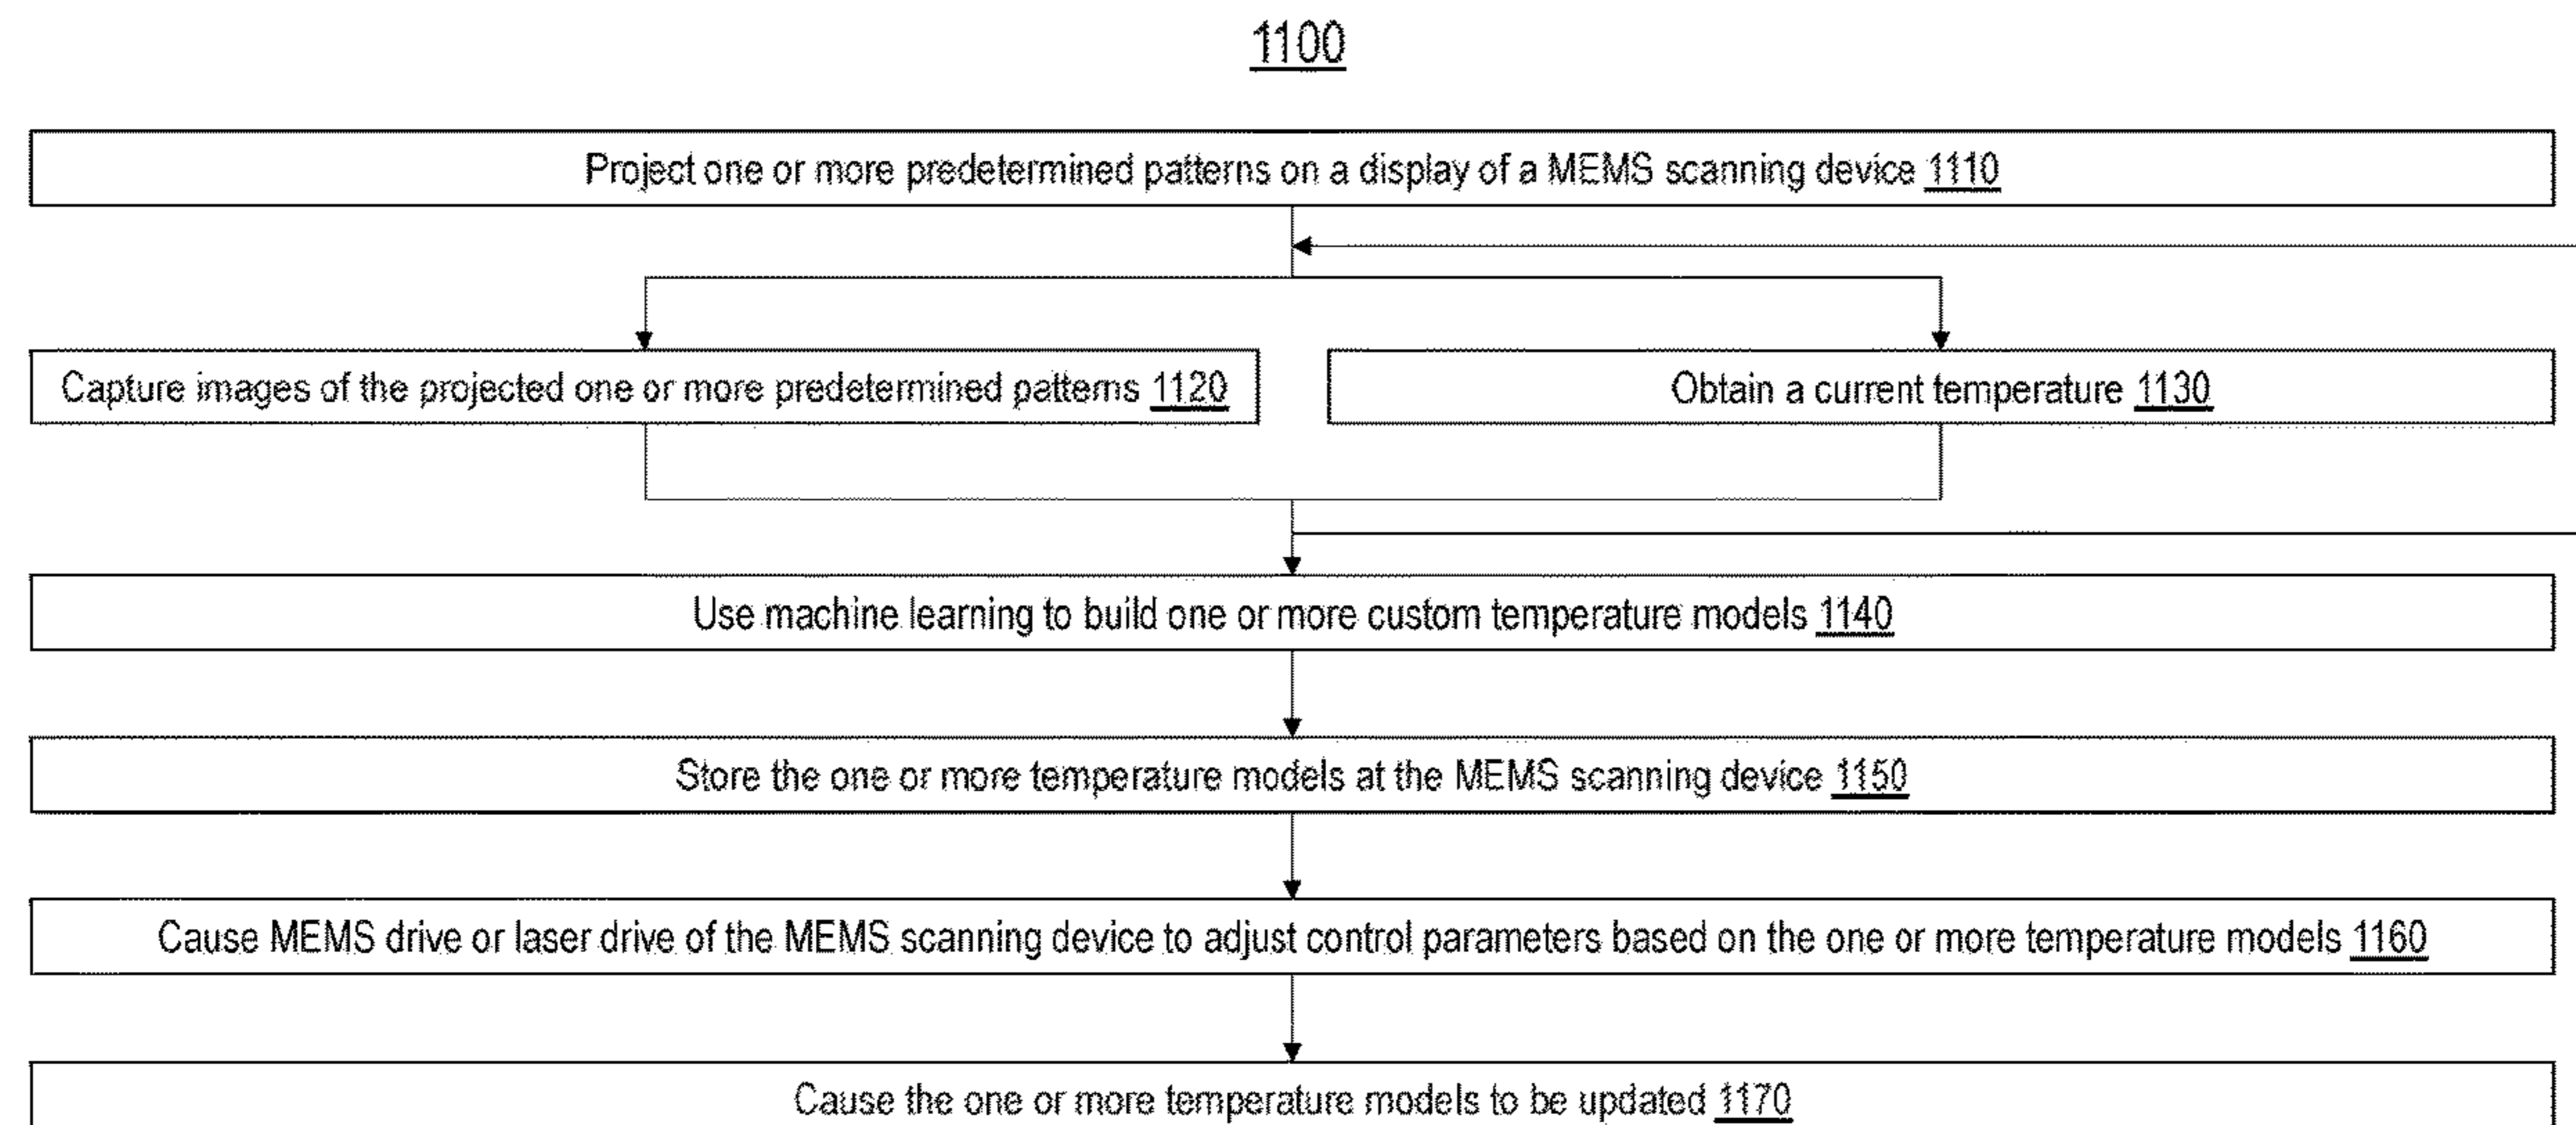 1100
Project one or more predetermined patterns on a display of a MEMS scanning device 1110
Capture images of the projected one or more predetermined patterns 1120
Obtain a current temperature 1130
Use machine learning to build one or more custom temperature models 1140
Store the one or more temperature models at the MEMS scanning device 1150
Cause MEMS drive or laser drive of the MEMS scanning device to adjust control parameters based on the one or more temperature models 1160
Cause the one or more temperature models to be updated 1170